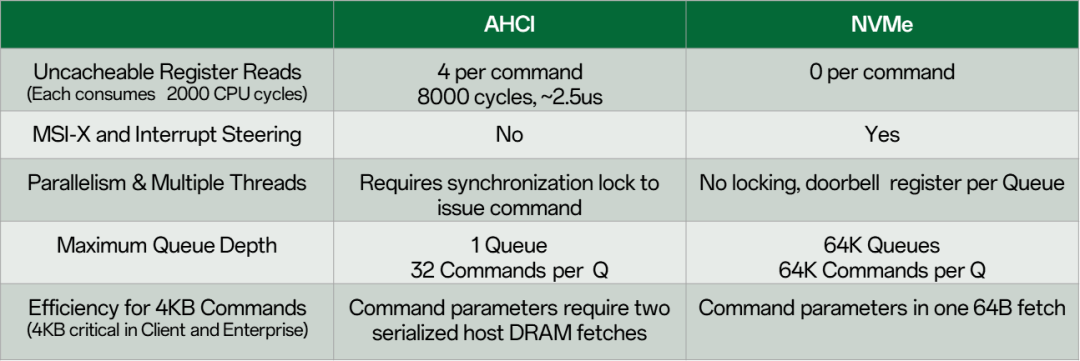 AHCI
NVMe
Uncacheable Register Reads
(Each consumes 2000 CPU cycles)
4 per command
8000 cycles, ~2.5us
0 per command
MSI-X and Interrupt Steering
No
Yes
Parallelism & Multiple Threads
Requires synchronization lock to
issue command
No locking, doorbell register per Queue
Maximum Queue Depth
1 Queue
32 Commands per Q
64K Queues
64K Commands per Q
Efficiency for 4KB Commands
(4KB critical in Client and Enterprise)
Command parameters require two
serialized host DRAM fetches
Command parameters in one 64B fetch